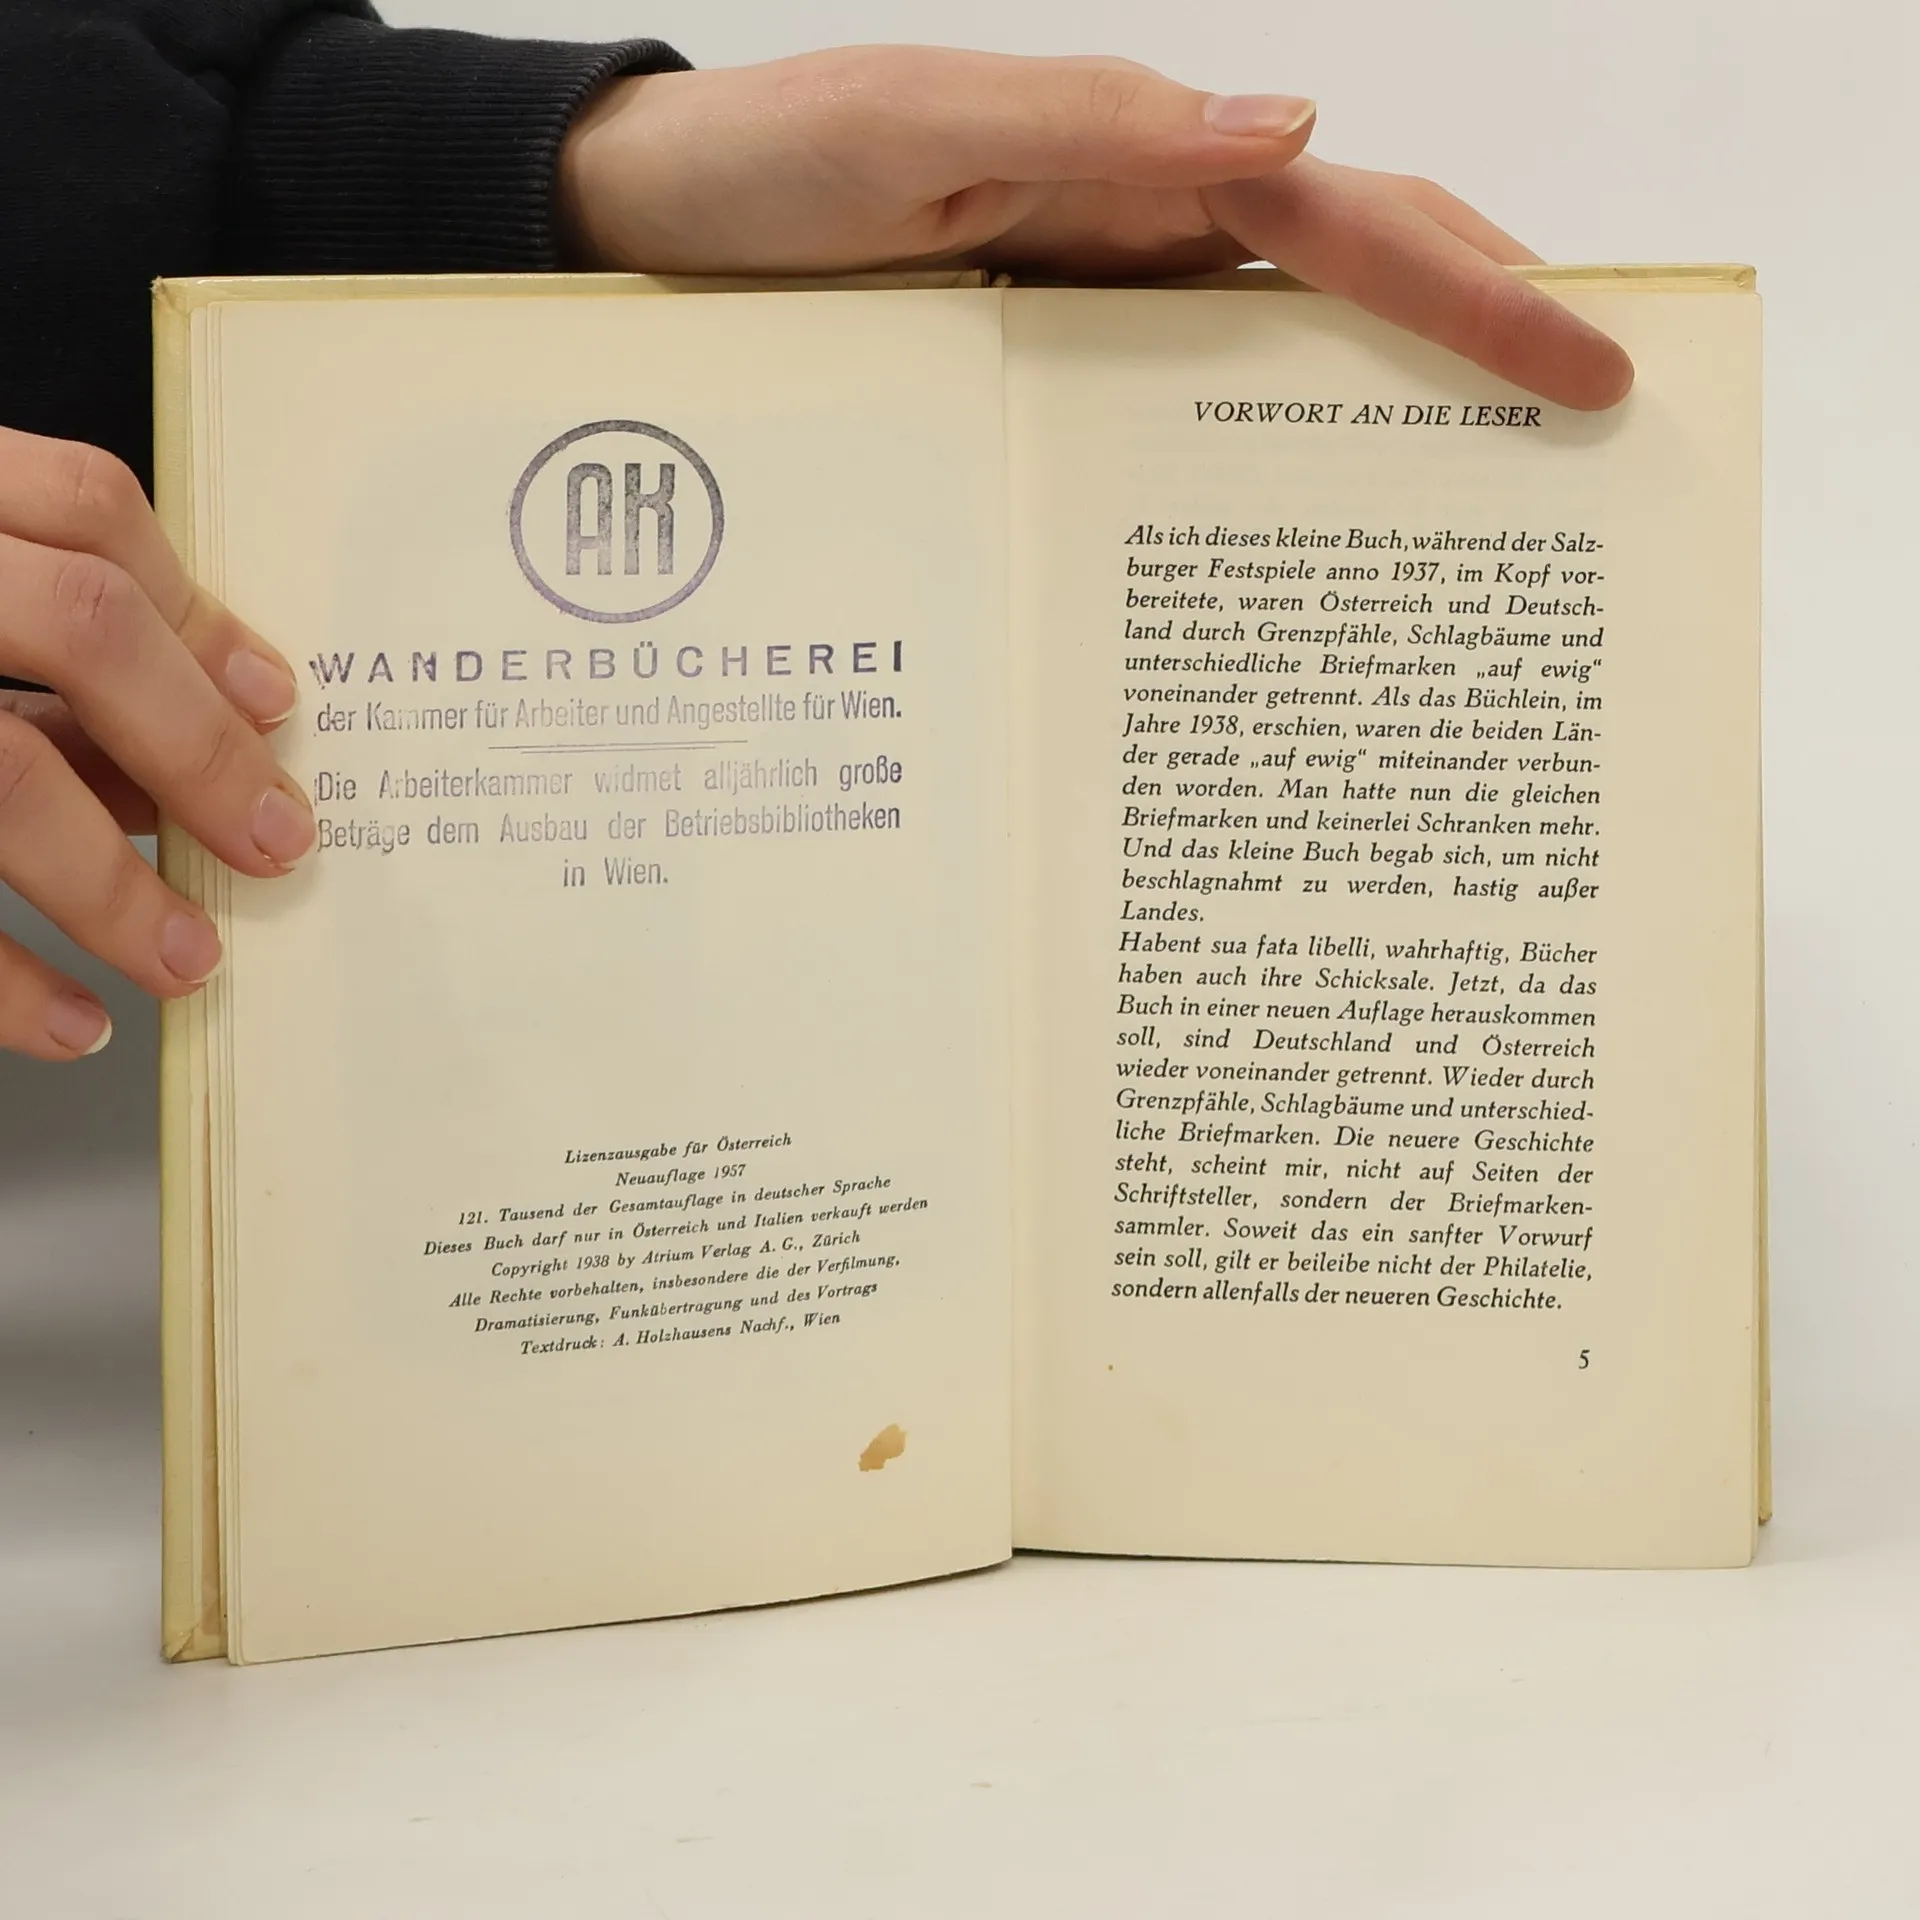 AK
WANDERBÜCHEREI
der Kammer für Arbeiter und Angestellte für Wien.
Die Arbeiterkammer widmet alljährlich große
Beträge dem Ausbau der Betriebsbibliotheken
in Wien.
Lizenzausgabe für Österreich
Neuauflage 1957
121. Tausend der Gesamtauflage in deutscher Sprache
Dieses Buch darf nur in Österreich und Italien verkauft werden
Copyright 1938 by Atrium Verlag A. G., Zürich
Alle Rechte vorbehalten, insbesondere die der Verfilmung,
Dramatisierung, Funkübertragung und des Vortrags
Textdruck: A. Holzhausens Nachf., Wien
VORWORT AN DIE LESER
Als ich dieses kleine Buch, während der Salz-
burger Festspiele anno 1937, im Kopf vor-
bereitete, waren Österreich und Deutsch-
land durch Grenzpfähle, Schlagbäume und
unterschiedliche Briefmarken „auf ewig“
voneinander getrennt. Als das Büchlein, im
Jahre 1938, erschien, waren die beiden Län-
der gerade „auf ewig“ miteinander verbun-
den worden. Man hatte nun die gleichen
Briefmarken und keinerlei Schranken mehr.
Und das kleine Buch begab sich, um nicht
beschlagnahmt zu werden, hastig außer
Landes.
Habent sua fata libelli, wahrhaftig, Bücher
haben auch ihre Schicksale. Jetzt, da das
Buch in einer neuen Auflage herauskommen
soll, sind Deutschland und Österreich
wieder voneinander getrennt. Wieder durch
Grenzpfähle, Schlagbäume und unterschied-
liche Briefmarken. Die neuere Geschichte
steht, scheint mir, nicht auf Seiten der
Schriftsteller, sondern der Briefmarken-
sammler. Soweit das ein sanfter Vorwurf
sein soll, gilt er beileibe nicht der Philatelie,
sondern allenfalls der neueren Geschichte.
5